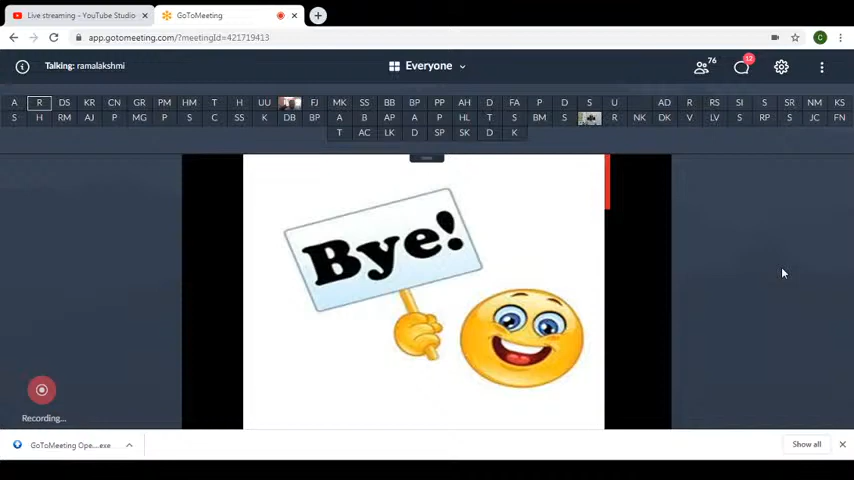 Live streaming - YouTube Studio
GoToMeeting
app.gotomeeting.com/?meetingId=421719413
C
Talking: ramalakshmi
Everyone
76
12
A R DS KR CN GR PM HM T H UU FJ MK SS BB BP PP AH D FA P D S U AD R RS SI S SR NM KS
S H RM AJ P MG P S C SS K DB BP A B AP A P HL T S BM S R NK DK V LV S RP S JC FN
T AC LK D SP SK D K
Bye!
Recording...
GoToMeeting Ope....exe
Show all